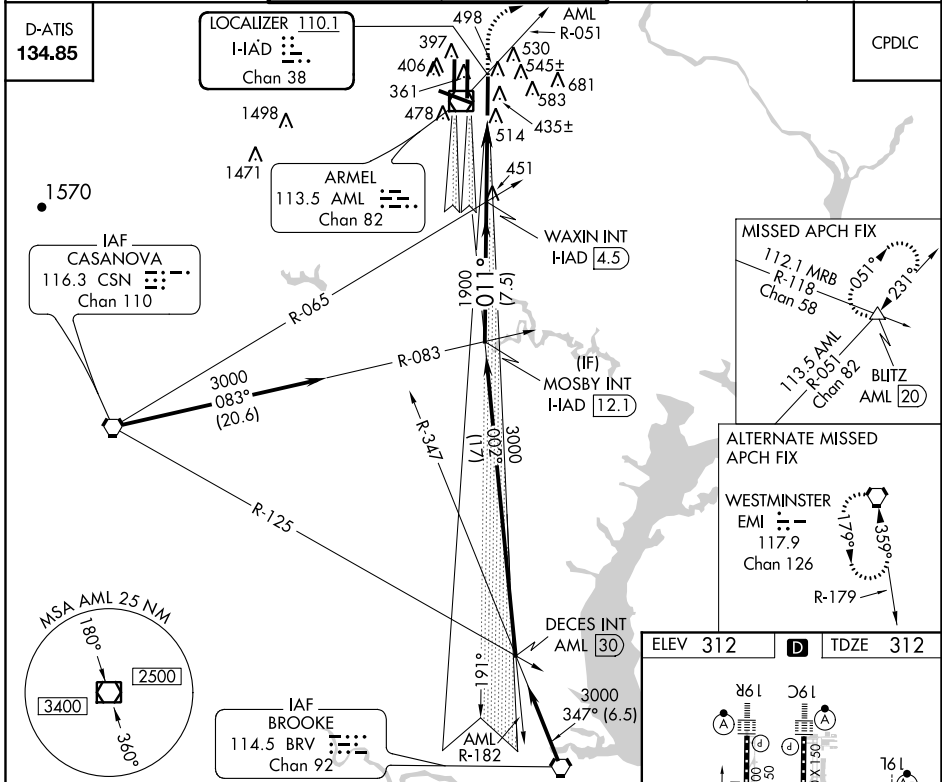 D-ATIS
134.85
LOCALIZER 110.1
I-IAD
Chan 38
498
AML
R-051
CPDLC
397
406
361
478
530
545±
681
583
435±
514
1498
1471
451
ARMEL
113.5 AML
Chan 82
1570
WAXIN INT
I-IAD 4.5
IAF
CASANOVA
116.3 CSN
Chan 110
R-065
1900
011°
(7.5)
MISSED APCH FIX
112.1 MRB
R-118
Chan 58
051°
231°
113.5 AML
R-051
Chan 82
BLITZ
AML 20
R-083
(IF)
MOSBY INT
I-IAD 12.1
3000
083°
(20.6)
R-347
3000
002°
(17)
ALTERNATE MISSED
APCH FIX
WESTMINSTER
EMI
117.9
Chan 126
179°
359°
R-179
R-125
MSA AML 25 NM
180°
2500
3400
360°
DECES INT
AML 30
191°
AML
R-182
3000
347° (6.5)
IAF
BROOKE
114.5 BRV
Chan 92
ELEV 312
D
TDZE 312
19R
19C
A
A
P
P
X 150
19L
A